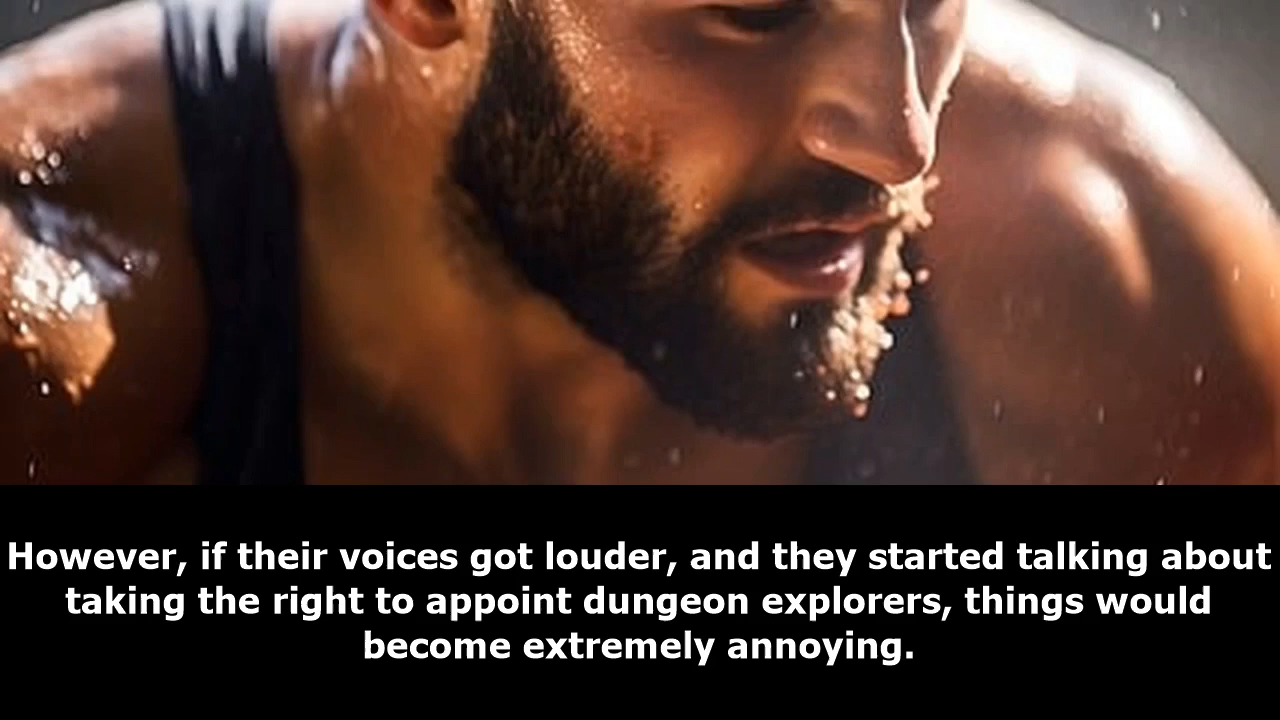 However, if their voices got louder, and they started talking about
taking the right to appoint dungeon explorers, things would
become extremely annoying.